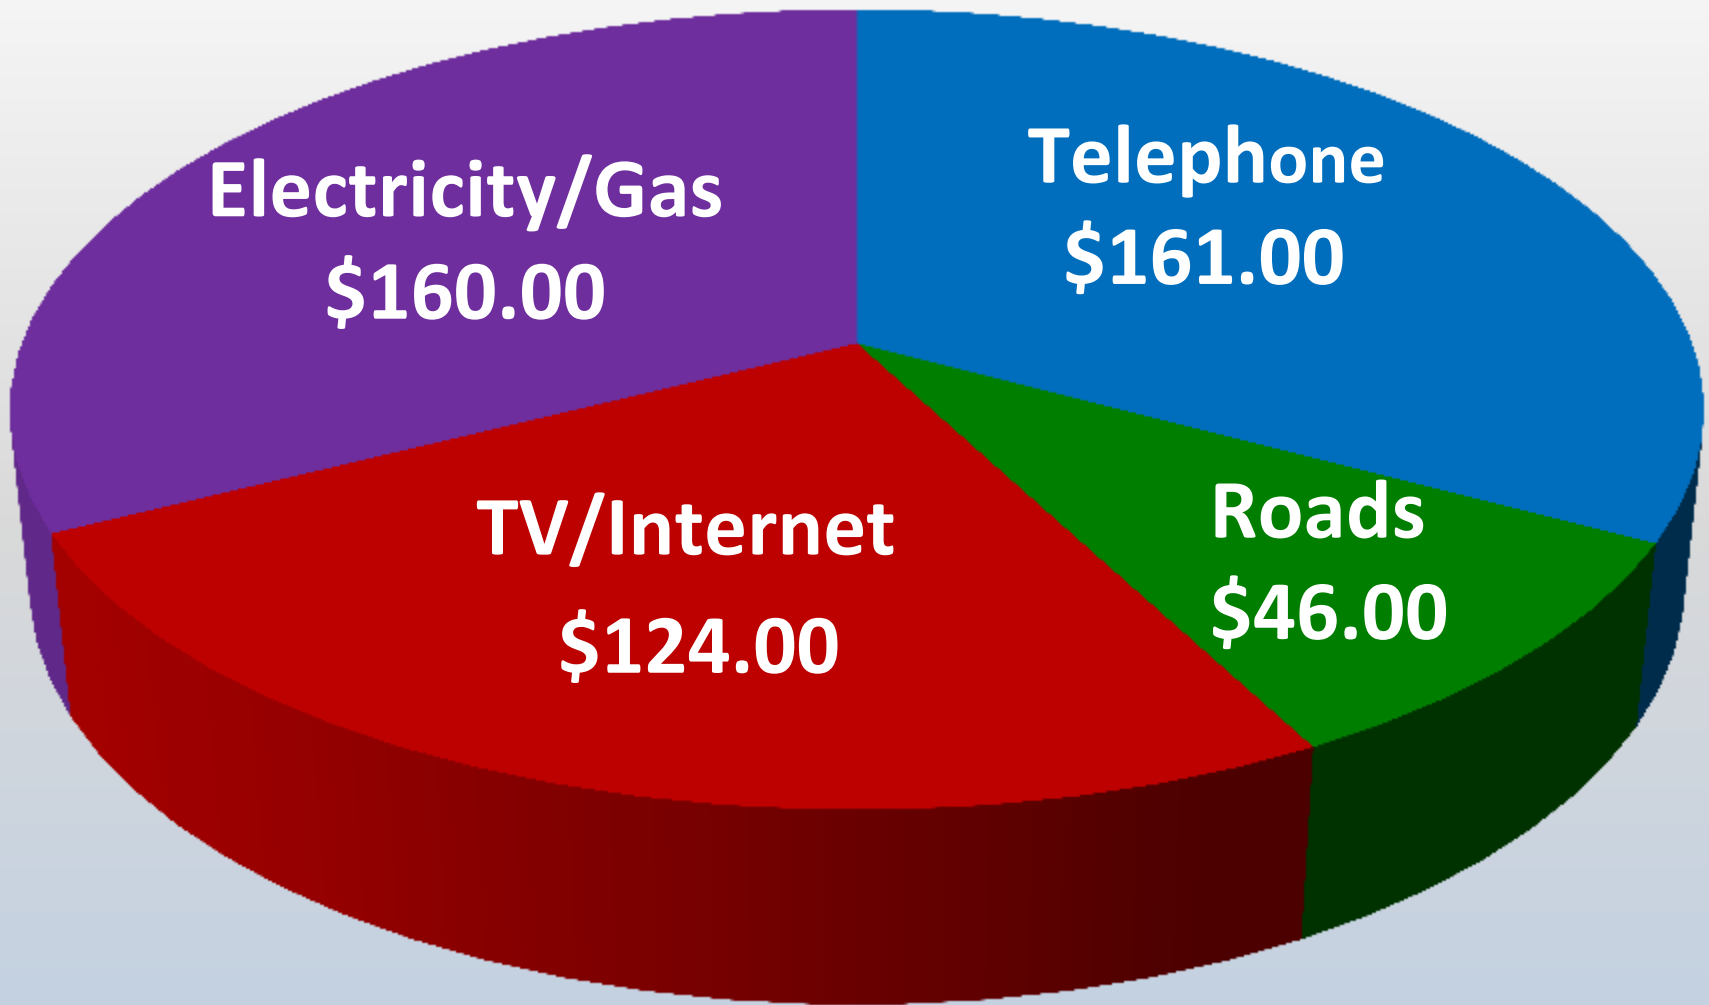 Electricity/Gas
$160.00
Telephone
$161.00
TV/Internet
$124.00
Roads
$46.00